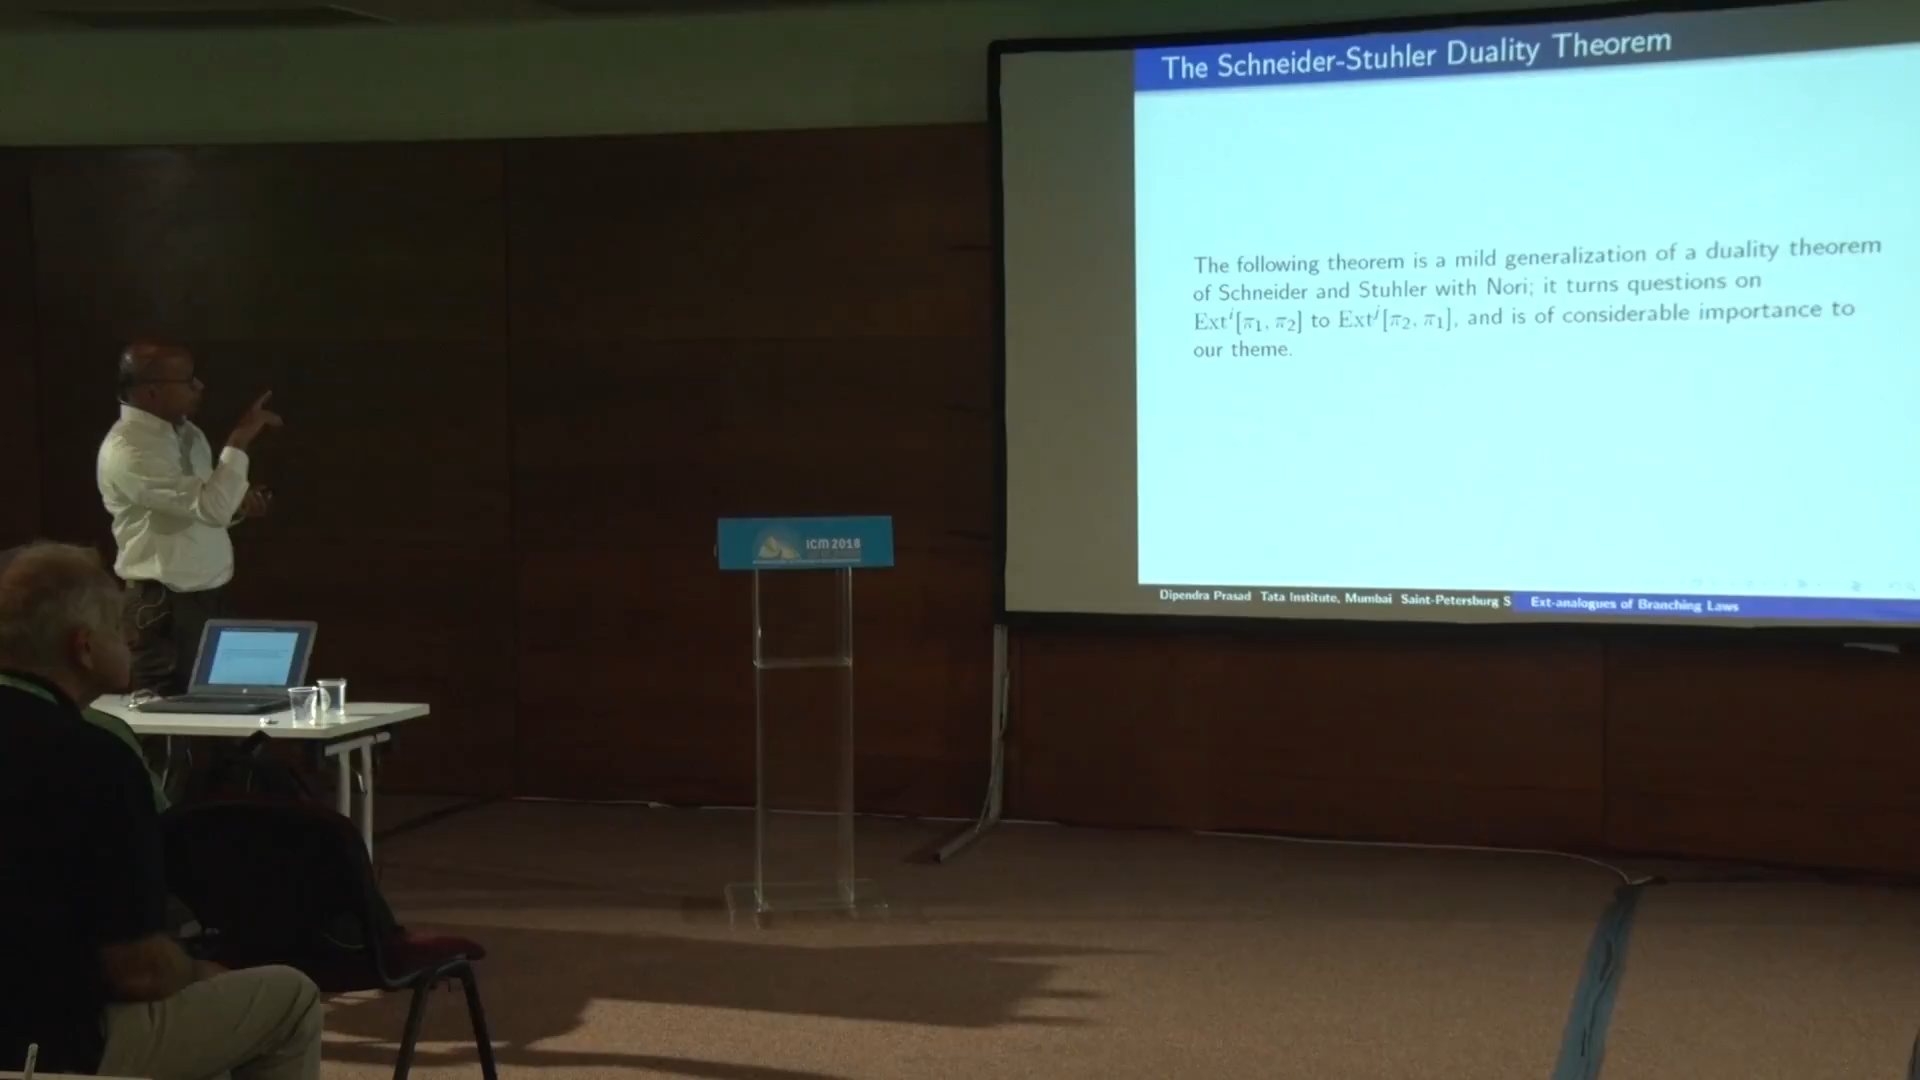 The Schneider-Stuhler Duality Theorem
The following theorem is a mild generalization of a duality theorem
of Schneider and Stuhler with Nori; it turns questions on
Extⁱ[π₁, π₂] to Extʲ[π₂, π₁], and is of considerable importance to
our theme.
Dipendra Prasad Tata Institute, Mumbai Saint-Petersburg S Ext-analogues of Branching Laws
ICM 2018